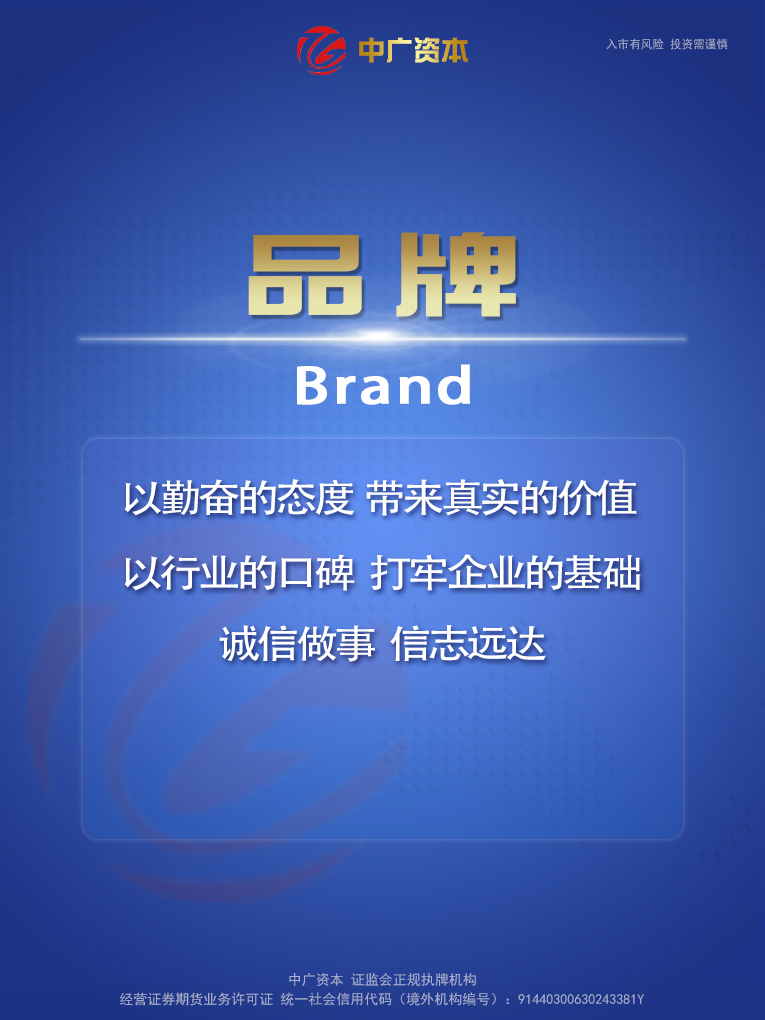 中广资本
入市有风险 投资需谨慎
品牌
Brand
以勤奋的态度 带来真实的价值
以行业的口碑 打牢企业的基础
诚信做事 信志远达
中广资本 证监会正规执牌机构
经营证券期货业务许可证 统一社会信用代码（境外机构编号）：91440300630243381Y